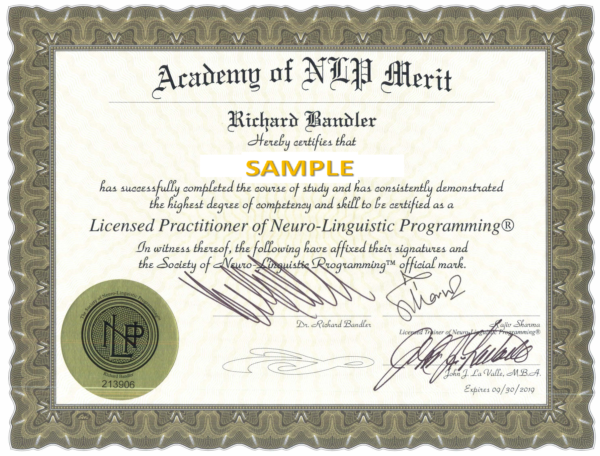 Academy of NLP Merit
Richard Bandler
Hereby certifies that
SAMPLE
has successfully completed the course of study and has consistently demonstrated
the highest degree of competency and skill to be certified as a
Licensed Practitioner of Neuro-Linguistic Programming®
In witness thereof, the following have affixed their signatures and
the Society of Neuro-Linguistic Programming™ official mark.
Dr. Richard Bandler
Sharma
Licensed Trainer of Neuro-Linguistic Programming®
John J. La Valle, M.B.A.
Expires 09/30/2019
NLP
213906